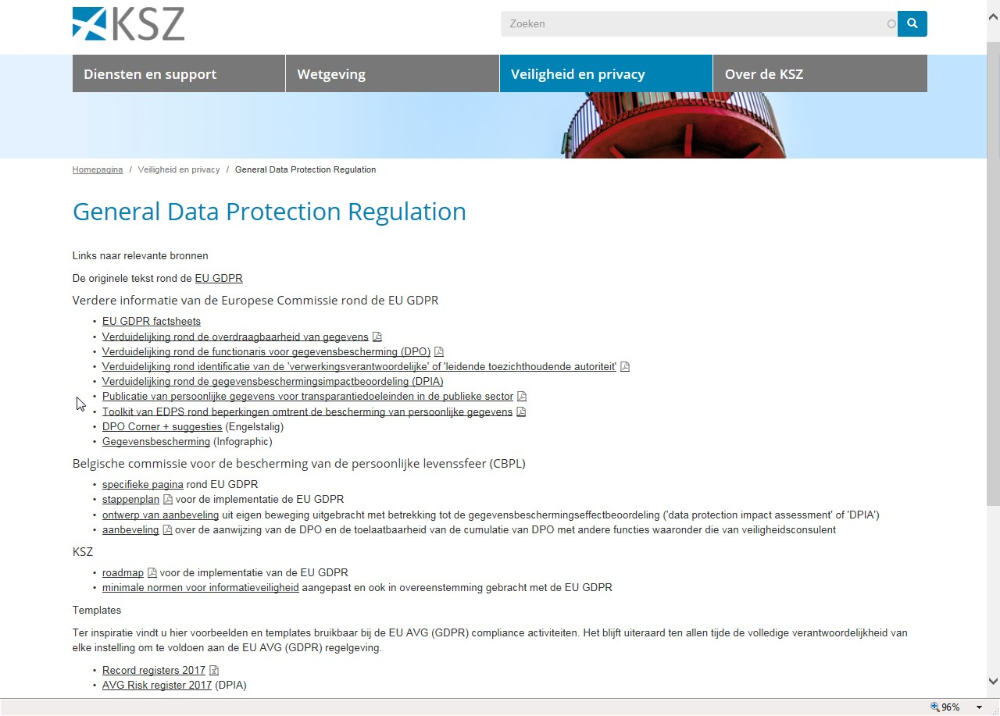 KSZ
Zoeken
Diensten en support
Wetgeving
Veiligheid en privacy
Over de KSZ
Homepagina / Veiligheid en privacy / General Data Protection Regulation
General Data Protection Regulation
Links naar relevante bronnen
De originele tekst rond de EU GDPR
Verdere informatie van de Europese Commissie rond de EU GDPR
• EU GDPR factsheets
• Verduidelijking rond de overdraagbaarheid van gegevens
• Verduidelijking rond de functionaris voor gegevensbescherming (DPO)
• Verduidelijking rond identificatie van de 'verwerkingsverantwoordelijke' of 'leidende toezichthoudende autoriteit'
• Verduidelijking rond de gegevensbeschermingsimpactbeoordeling (DPIA)
• Publicatie van persoonlijke gegevens voor transparantiedoeleinden in de publieke sector
• Toolkit van EDPS rond beperkingen omtrent de bescherming van persoonlijke gegevens
• DPO Corner + suggesties (Engelstalig)
• Gegevensbescherming (Infographic)
Belgische commissie voor de bescherming van de persoonlijke levenssfeer (CBPL)
• specifieke pagina rond EU GDPR
• stappenplan voor de implementatie de EU GDPR
• ontwerp van aanbeveling uit eigen beweging uitgebracht met betrekking tot de gegevensbeschermingseffectbeoordeling ('data protection impact assessment' of 'DPIA')
• aanbeveling over de aanwijzing van de DPO en de toelaatbaarheid van de cumulatie van DPO met andere functies waaronder die van veiligheidsconsulent
KSZ
• roadmap voor de implementatie van de EU GDPR
• minimale normen voor informatieveiligheid aangepast en ook in overeenstemming gebracht met de EU GDPR
Templates
Ter inspiratie vindt u hier voorbeelden en templates bruikbaar bij de EU AVG (GDPR) compliance activiteiten. Het blijft uiteraard ten allen tijde de volledige verantwoordelijkheid van
elke instelling om te voldoen aan de EU AVG (GDPR) regelgeving.
• Record registers 2017
• AVG Risk register 2017 (DPIA)
96%